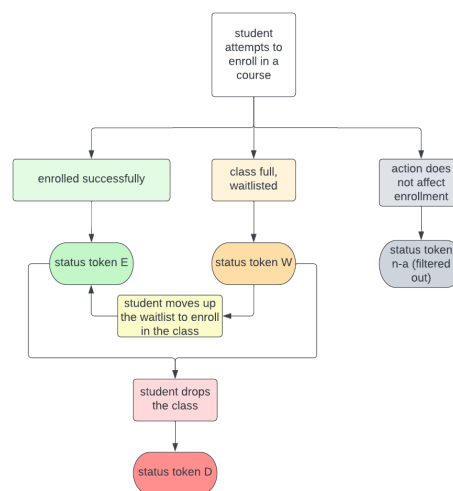 student
attempts to
enroll in a
course
enrolled successfully
class full,
waitlisted
action does
not affect
enrollment
status token E
status token W
status token
n-a (filtered
out)
student moves up
the waitlist to enroll
in the class
student drops
the class
status token D